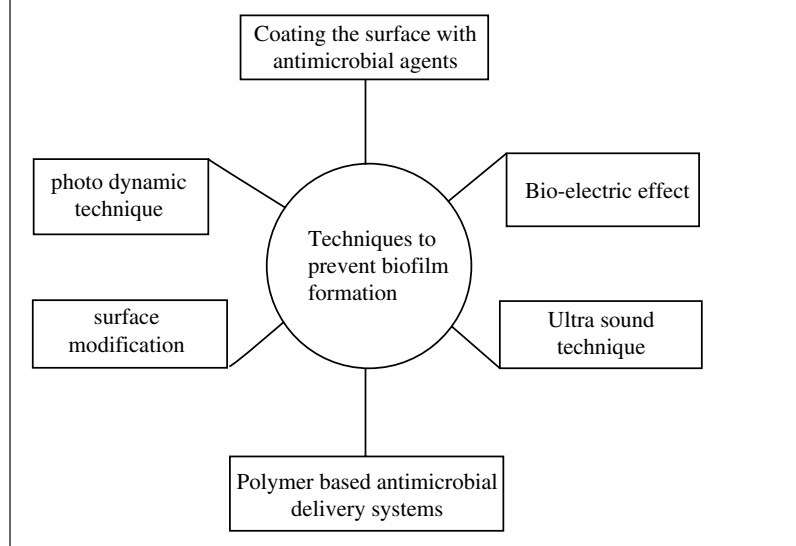 Coating the surface with
antimicrobial agents
photo dynamic
technique
Bio-electric effect
Techniques to
prevent biofilm
formation
surface
modification
Ultra sound
technique
Polymer based antimicrobial
delivery systems